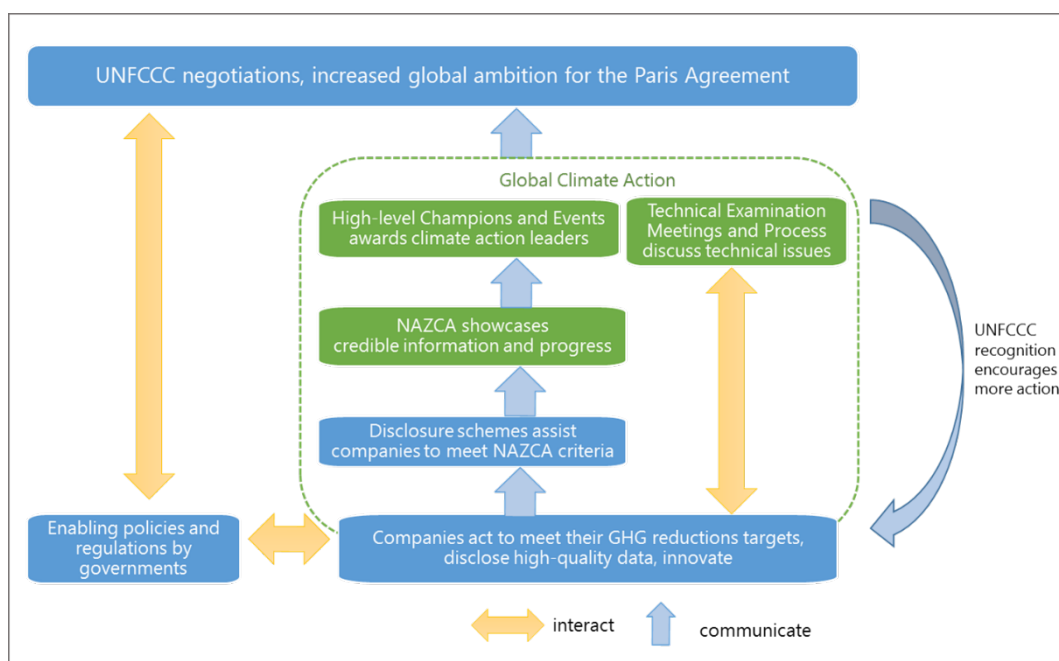 UNFCCC negotiations, increased global ambition for the Paris Agreement
Global Climate Action
High-level Champions and Events
awards climate action leaders
Technical Examination
Meetings and Process
discuss technical issues
NAZCA showcases
credible information and progress
UNFCCC
recognition
encourages
more action
Disclosure schemes assist
companies to meet NAZCA criteria
Enabling policies and
regulations by
governments
Companies act to meet their GHG reductions targets,
disclose high-quality data, innovate
interact
communicate